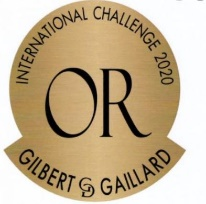 INTERNATIONAL CHALLENGE 2020
OR
GILBERT GG GAILLARD